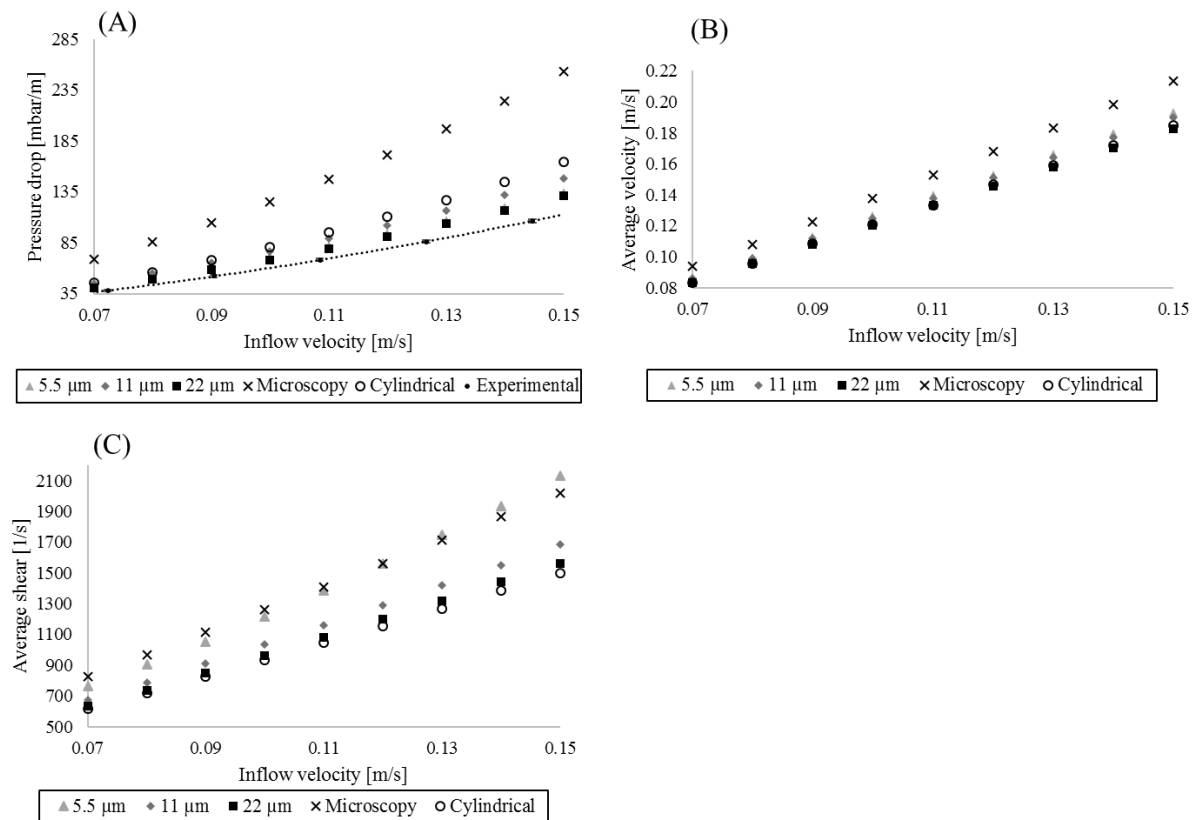 (A)
285
235
185
135
85
35
Pressure drop [mbar/m]
0.07 0.09 0.11 0.13 0.15
Inflow velocity [m/s]
5.5 µm 11 µm 22 µm Microscopy Cylindrical Experimental
(B)
0.22
0.20
0.18
0.16
0.14
0.12
0.10
0.08
Average velocity [m/s]
0.07 0.09 0.11 0.13 0.15
Inflow velocity [m/s]
5.5 µm 11 µm 22 µm Microscopy Cylindrical
(C)
2100
1900
1700
1500
1300
1100
900
700
500
Average shear [1/s]
0.07 0.09 0.11 0.13 0.15
Inflow velocity [m/s]
5.5 µm 11 µm 22 µm Microscopy Cylindrical